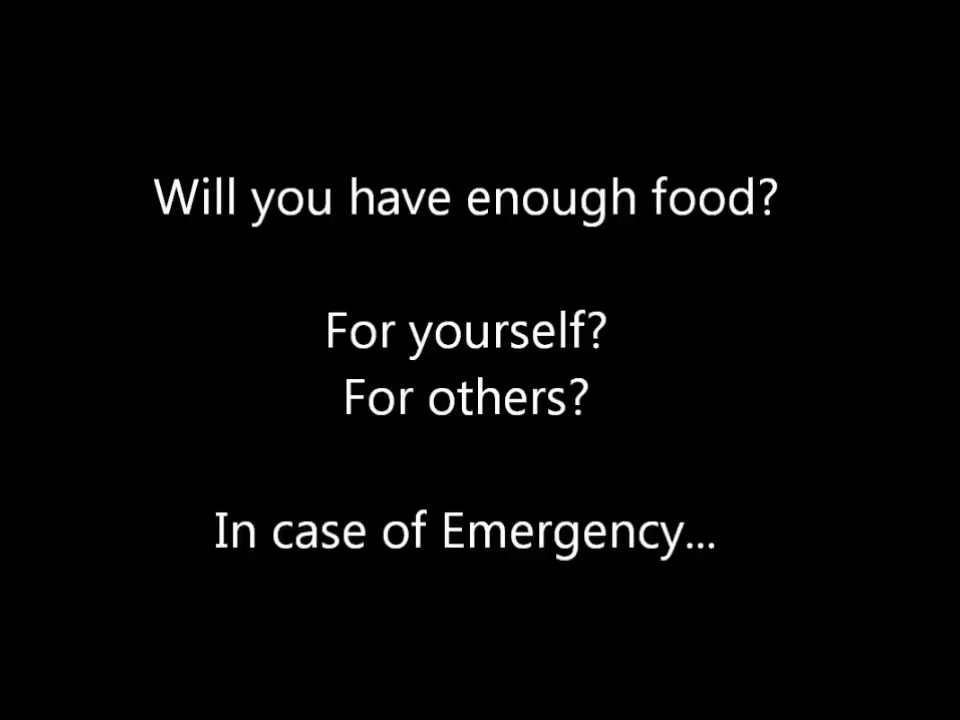 Will you have enough food?
For yourself?
For others?
In case of Emergency...